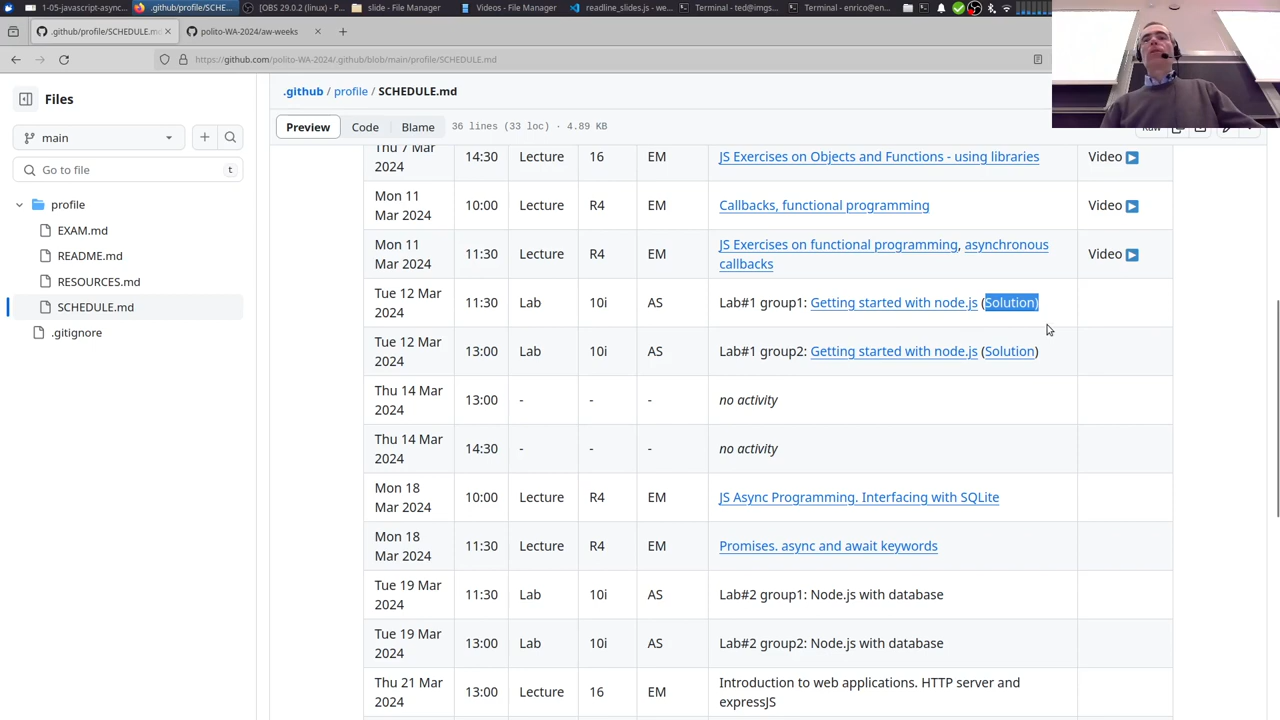 1-05-javascript-async...
.github/profile/SCHE...
[OBS 29.0.2 (linux) - P...
slide - File Manager
Videos - File Manager
readline_slides.js - we...
Terminal - ted@imgs...
Terminal - enrico@en...
.github/profile/SCHEDULE.md
polito-WA-2024/aw-weeks
https://github.com/polito-WA-2024/.github/blob/main/profile/SCHEDULE.md
Files
main
Go to file
t
profile
EXAM.md
README.md
RESOURCES.md
SCHEDULE.md
.gitignore
.github / profile / SCHEDULE.md
Preview
Code
Blame
36 lines (33 loc) · 4.89 KB
Raw
Thu 7 Mar
2024
14:30
Lecture
16
EM
JS Exercises on Objects and Functions - using libraries
Video
Mon 11
Mar 2024
10:00
Lecture
R4
EM
Callbacks, functional programming
Video
Mon 11
Mar 2024
11:30
Lecture
R4
EM
JS Exercises on functional programming, asynchronous
callbacks
Video
Tue 12 Mar
2024
11:30
Lab
10i
AS
Lab#1 group1: Getting started with node.js (Solution)
Tue 12 Mar
2024
13:00
Lab
10i
AS
Lab#1 group2: Getting started with node.js (Solution)
Thu 14 Mar
2024
13:00
-
-
-
no activity
Thu 14 Mar
2024
14:30
-
-
-
no activity
Mon 18
Mar 2024
10:00
Lecture
R4
EM
JS Async Programming. Interfacing with SQLite
Mon 18
Mar 2024
11:30
Lecture
R4
EM
Promises. async and await keywords
Tue 19 Mar
2024
11:30
Lab
10i
AS
Lab#2 group1: Node.js with database
Tue 19 Mar
2024
13:00
Lab
10i
AS
Lab#2 group2: Node.js with database
Thu 21 Mar
2024
13:00
Lecture
16
EM
Introduction to web applications. HTTP server and
expressJS